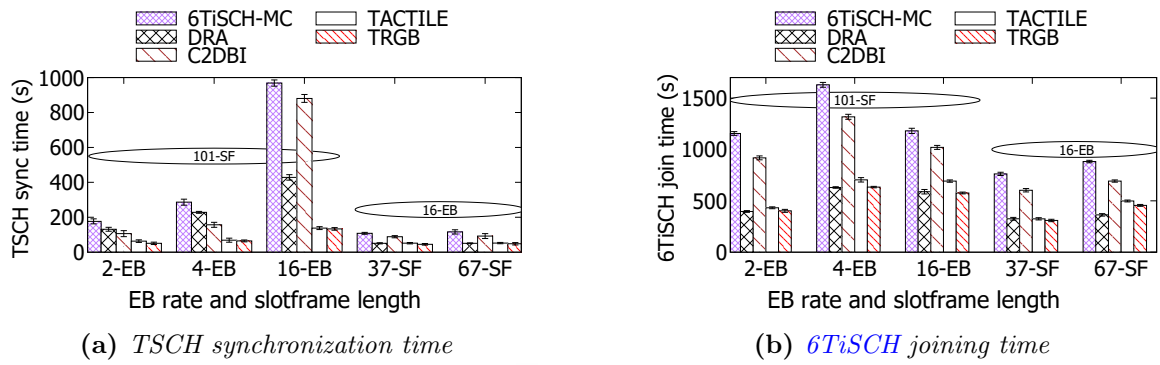 6TiSCH-MC
DRA
C2DBI
TACTILE
TRGB
TSCH sync time (s)
1000
800
600
400
200
0
101-SF
16-EB
2-EB 4-EB 16-EB 37-SF 67-SF
EB rate and slotframe length
(a) TSCH synchronization time
6TiSCH-MC
DRA
C2DBI
TACTILE
TRGB
6TiSCH join time (s)
1500
1000
500
0
101-SF
16-EB
2-EB 4-EB 16-EB 37-SF 67-SF
EB rate and slotframe length
(b) 6TiSCH joining time